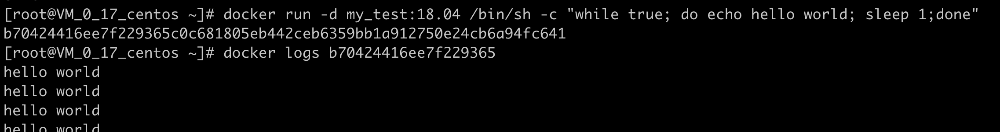 [root@VM_0_17_centos ~]# docker run -d my_test:18.04 /bin/sh -c "while true; do echo hello world; sleep 1;done"
b70424416ee7f229365c0c681805eb442ceb6359bb1a912750e24cb6a94fc641
[root@VM_0_17_centos ~]# docker logs b70424416ee7f229365
hello world
hello world
hello world
hello world